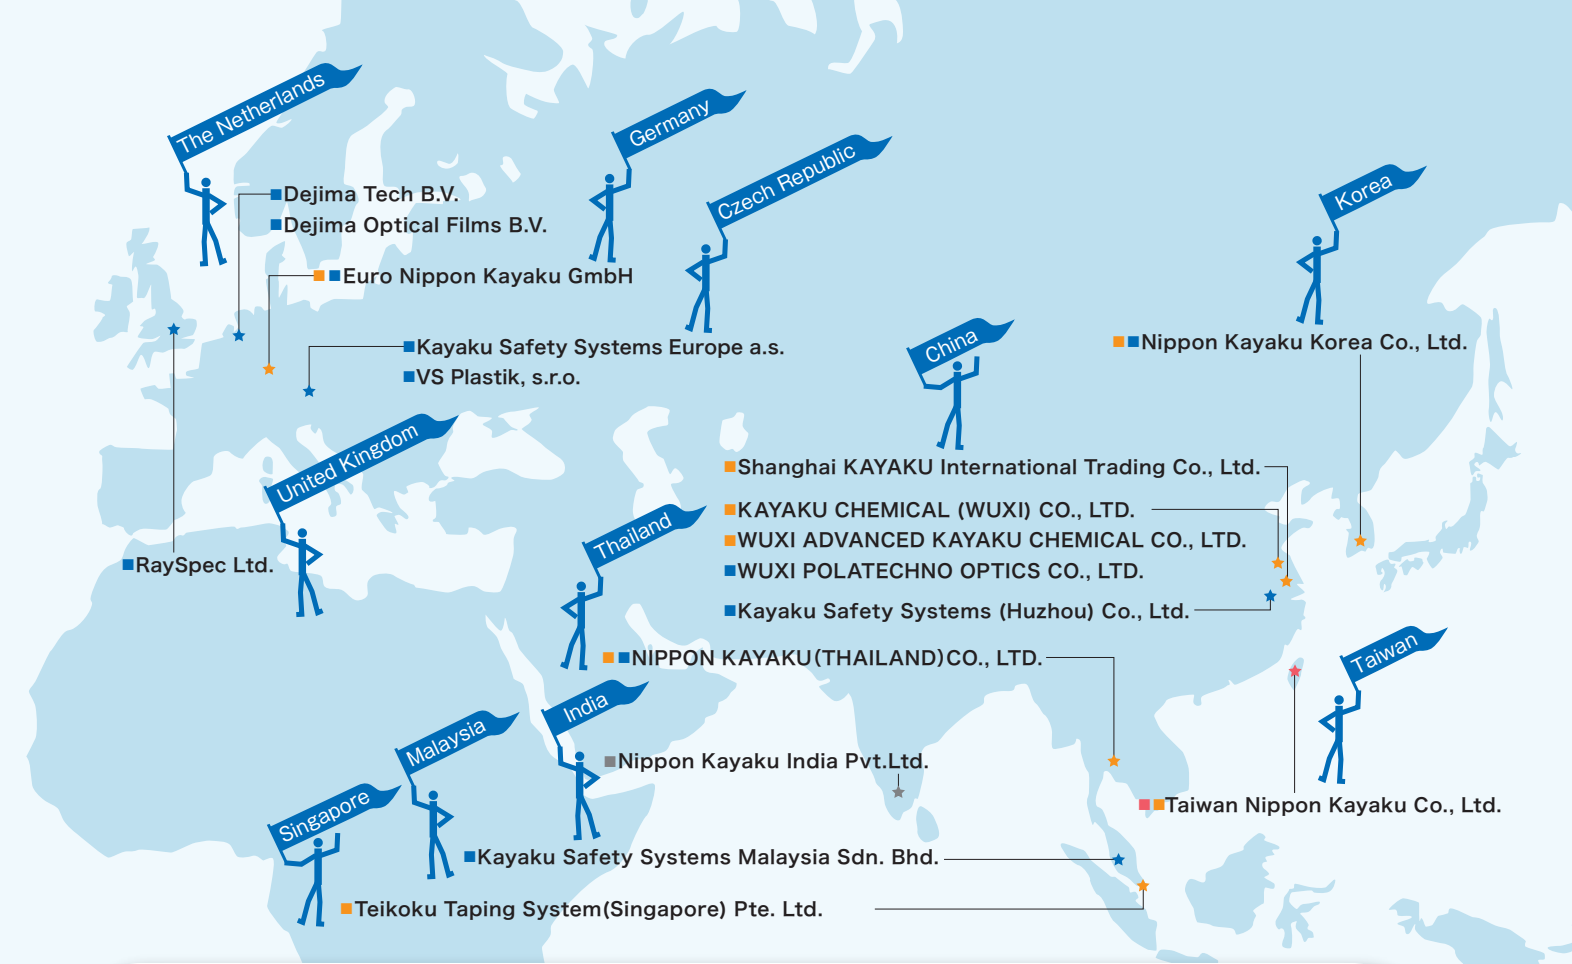 The Netherlands
Dejima Tech B.V.
Dejima Optical Films B.V.
Germany
Euro Nippon Kayaku GmbH
Czech Republic
Kayaku Safety Systems Europe a.s.
VS Plastik, s.r.o.
United Kingdom
RaySpec Ltd.
Korea
Nippon Kayaku Korea Co., Ltd.
China
Shanghai KAYAKU International Trading Co., Ltd.
KAYAKU CHEMICAL (WUXI) CO., LTD.
WUXI ADVANCED KAYAKU CHEMICAL CO., LTD.
WUXI POLATECHNO OPTICS CO., LTD.
Kayaku Safety Systems (Huzhou) Co., Ltd.
Thailand
NIPPON KAYAKU(THAILAND)CO., LTD.
Taiwan
Taiwan Nippon Kayaku Co., Ltd.
India
Nippon Kayaku India Pvt.Ltd.
Malaysia
Kayaku Safety Systems Malaysia Sdn. Bhd.
Singapore
Teikoku Taping System(Singapore) Pte. Ltd.